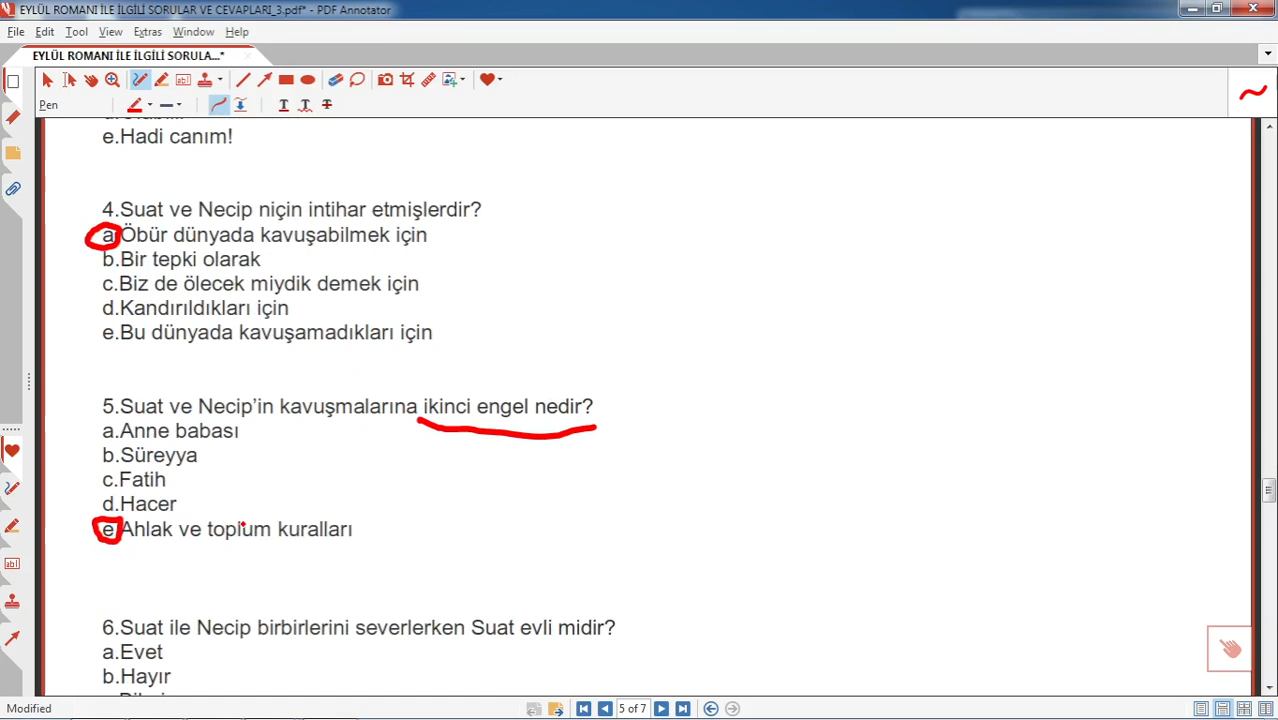 EYLÜL ROMANI İLE İLGİLİ SORULAR VE CEVAPLARI_3.pdf* - PDF Annotator
File Edit Tool View Extras Window Help
EYLÜL ROMANI İLE İLGİLİ SORULA...*
Pen
e.Hadi canım!
4.Suat ve Necip niçin intihar etmişlerdir?
a.Öbür dünyada kavuşabilmek için
b.Bir tepki olarak
c.Biz de ölecek miydik demek için
d.Kandırıldıkları için
e.Bu dünyada kavuşamadıkları için
5.Suat ve Necip’in kavuşmalarına ikinci engel nedir?
a.Anne babası
b.Süreyya
c.Fatih
d.Hacer
e.Ahlak ve toplum kuralları
6.Suat ile Necip birbirlerini severlerken Suat evli midir?
a.Evet
b.Hayır
Modified
5 of 7